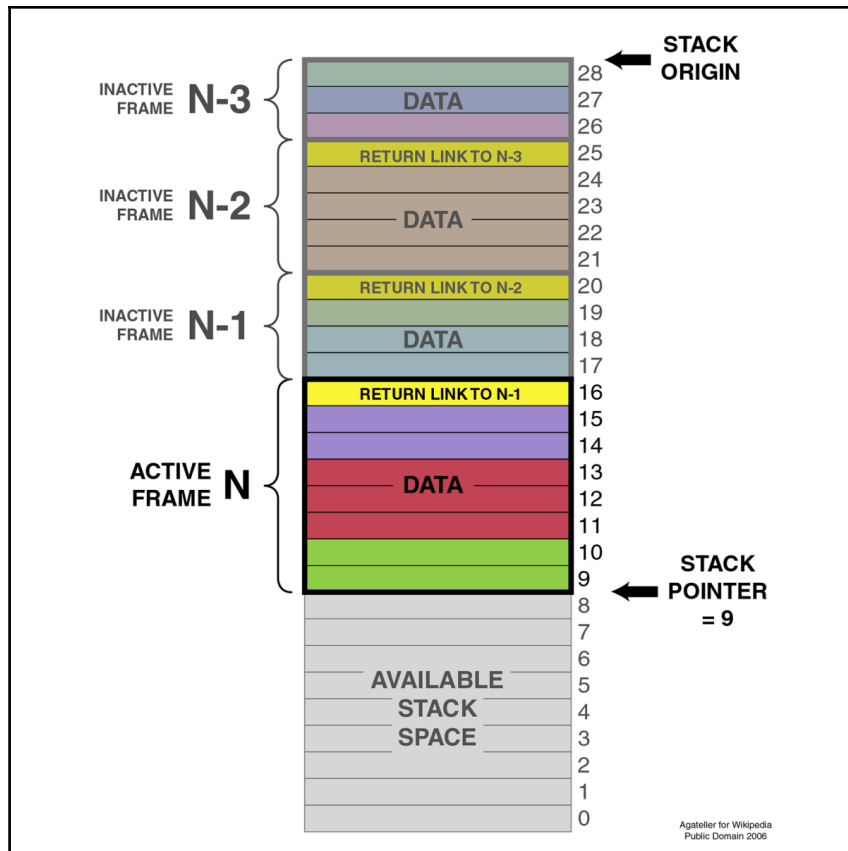 STACK
ORIGIN
28
INACTIVE
FRAME N-3
DATA
27
26
RETURN LINK TO N-3
25
24
INACTIVE
FRAME N-2
23
DATA
22
21
RETURN LINK TO N-2
20
19
INACTIVE
FRAME N-1
DATA
18
17
RETURN LINK TO N-1
16
15
14
13
ACTIVE
FRAME N
DATA
12
11
10
9
STACK
POINTER
= 9
8
7
6
AVAILABLE
STACK
SPACE
5
4
3
2
1
0
Agateller for Wikipedia
Public Domain 2006